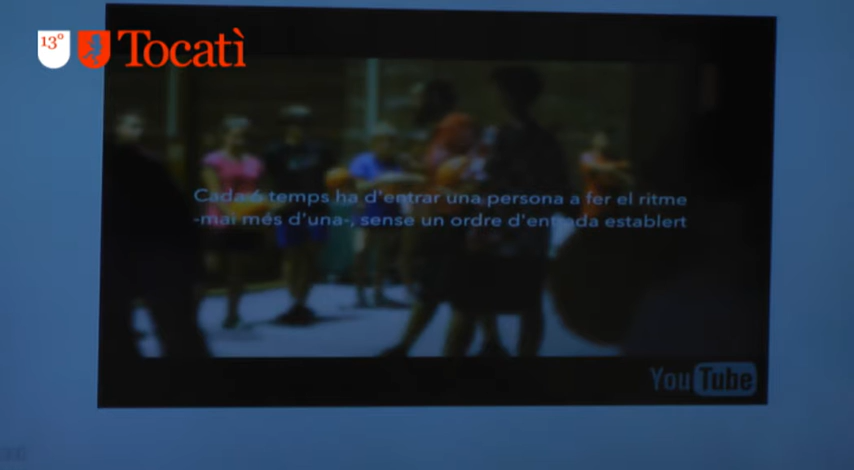 13°
Tocatì
Cada 6 temps ha d'entrar una persona a fer el ritme
-mai més d'una-, sense un ordre d'entrada establert
YouTube